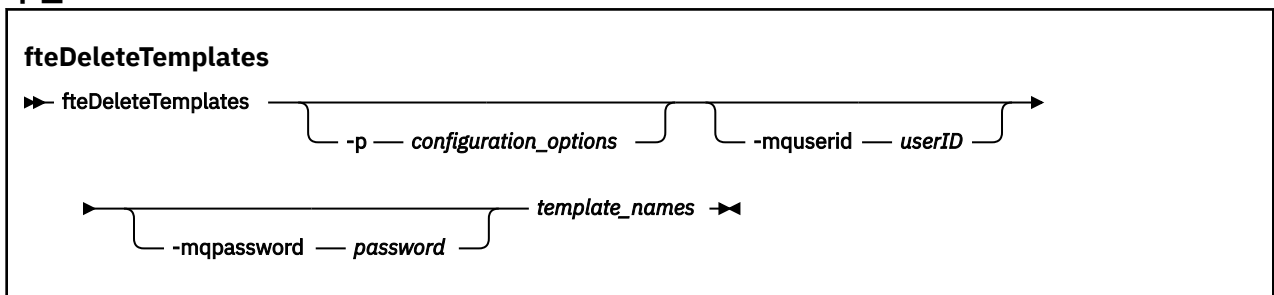 fteDeleteTemplates
fteDeleteTemplates
-p configuration_options -mquserid userID
template_names
-mqpassword password